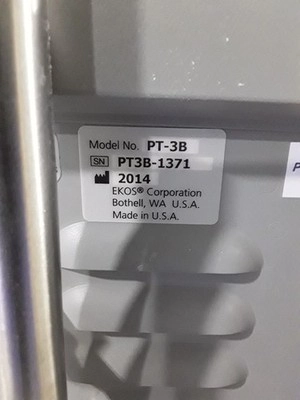 Model No. PT-3B
SN PT3B-1371
2014
EKOS® Corporation
Bothell, WA U.S.A.
Made in U.S.A.
P